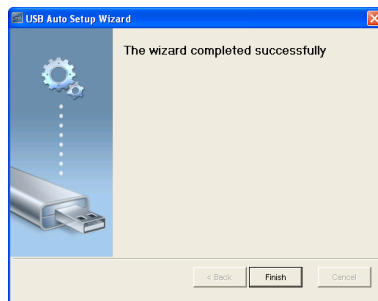 USB Auto Setup Wizard
The wizard completed successfully
< Back Finish Cancel